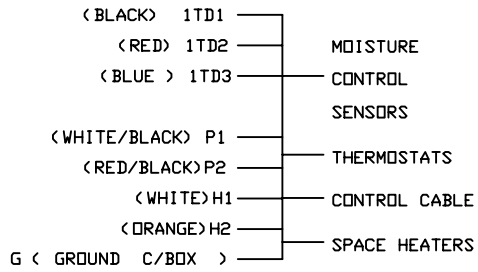 (BLACK) 1TD1
(RED) 1TD2
(BLUE ) 1TD3
(WHITE/BLACK) P1
(RED/BLACK)P2
(WHITE)H1
(ORANGE)H2
G ( GROUND C/BOX )
MOISTURE
CONTROL
SENSORS
THERMOSTATS
CONTROL CABLE
SPACE HEATERS